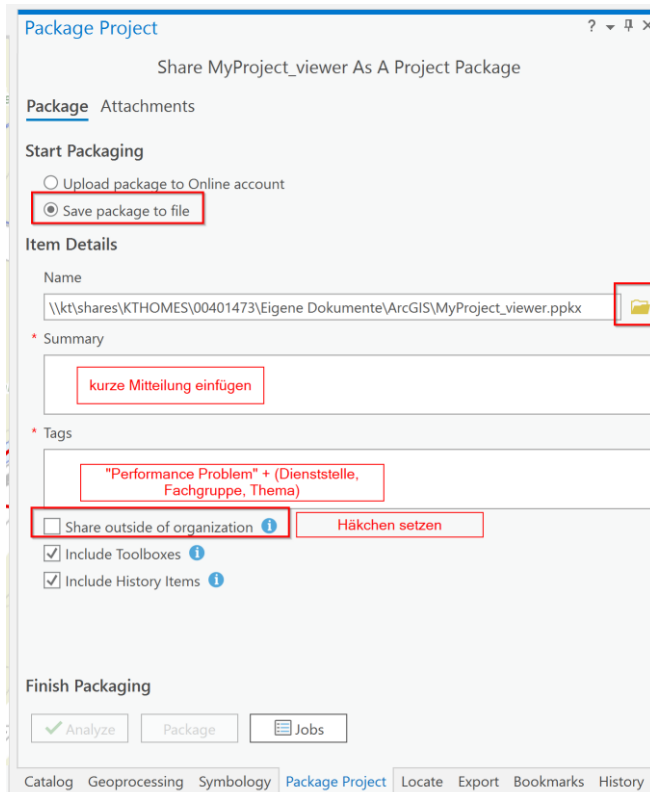 Package Project
?
Share MyProject_viewer As A Project Package
Package Attachments
Start Packaging
Upload package to Online account
Save package to file
Item Details
Name
\\kt\shares\KTHOMES\00401473\Eigene Dokumente\ArcGIS\MyProject_viewer.ppkx
* Summary
kurze Mitteilung einfügen
* Tags
"Performance Problem" + (Dienststelle,
Fachgruppe, Thema)
Share outside of organization i Häkchen setzen
Include Toolboxes i
Include History Items i
Finish Packaging
Analyze Package Jobs
Catalog Geoprocessing Symbology Package Project Locate Export Bookmarks History